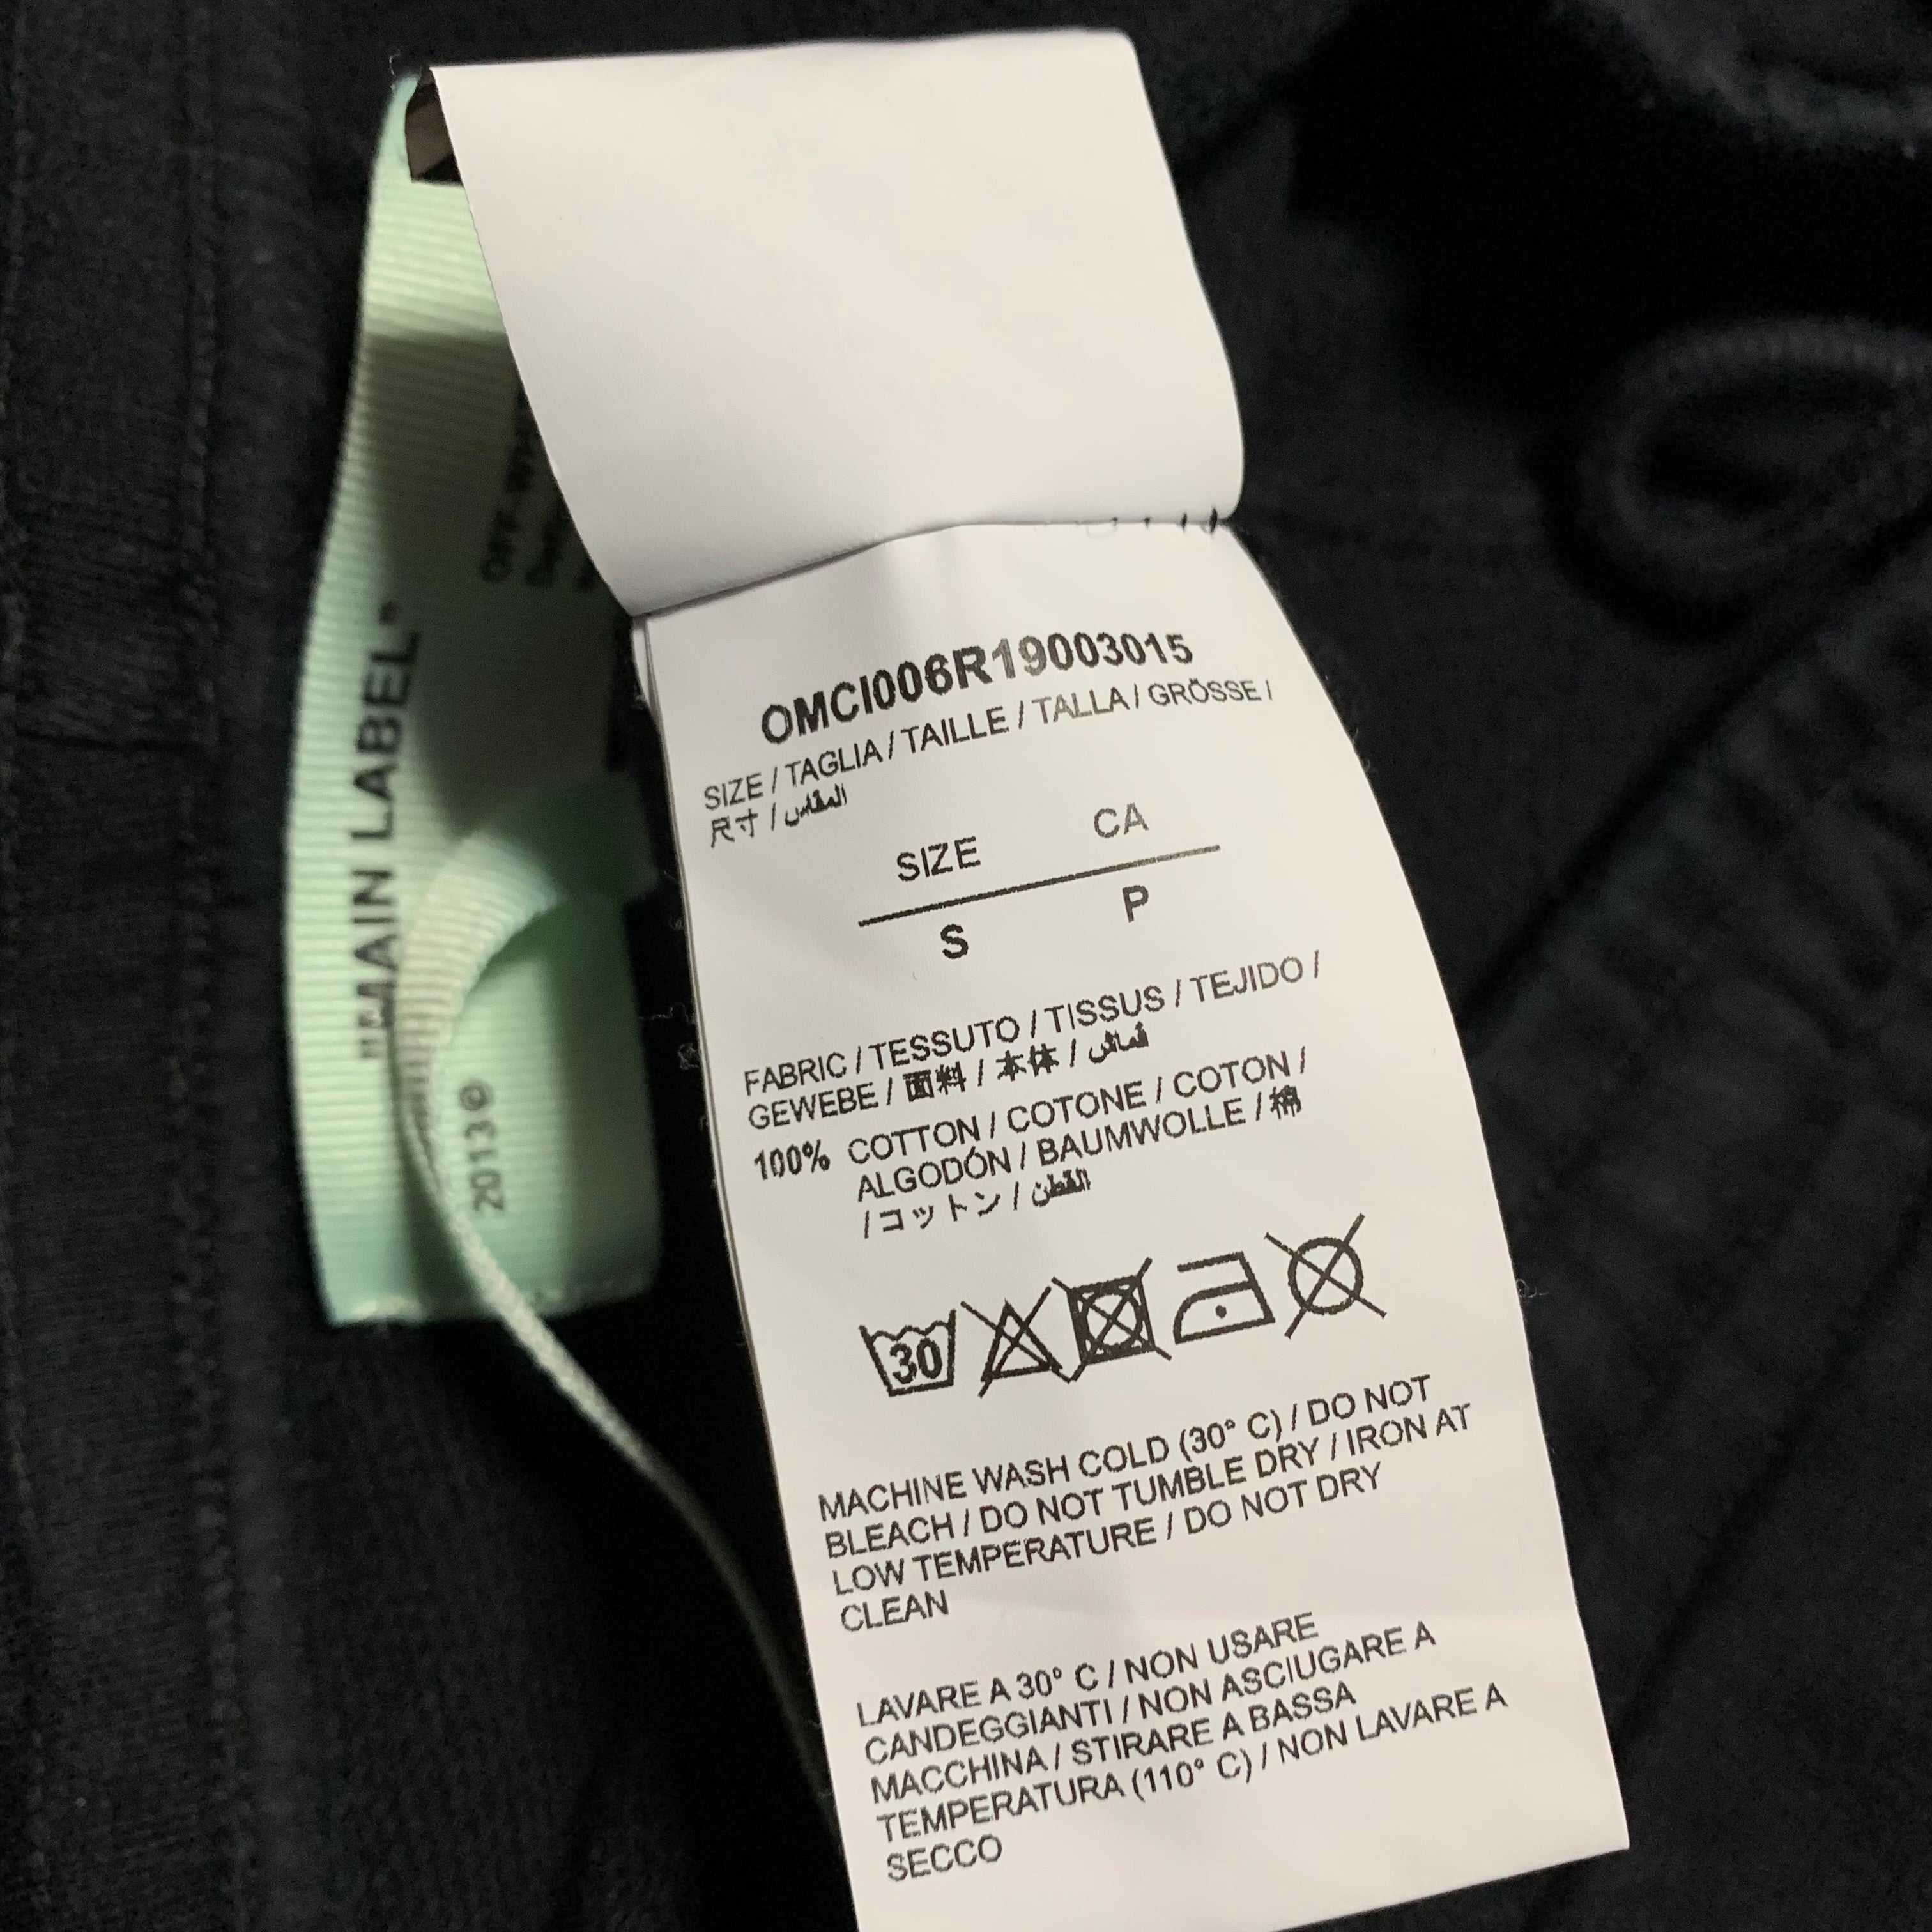 "MAIN LABEL"
2013©
OMCI006R19003015
SIZE / TAGLIA / TAILLE / TALLA / GRÖSSE /
尺寸 / المقاس
SIZE CA
S P
FABRIC / TESSUTO / TISSUS / TEJIDO /
GEWEBE / 面料 / 本体 / قماش
100% COTTON / COTONE / COTON /
ALGODÓN / BAUMWOLLE / 棉
/ コットン / القطن
30
MACHINE WASH COLD (30° C) / DO NOT
BLEACH / DO NOT TUMBLE DRY / IRON AT
LOW TEMPERATURE / DO NOT DRY
CLEAN
LAVARE A 30° C / NON USARE
CANDEGGIANTI / NON ASCIUGARE A
MACCHINA / STIRARE A BASSA
TEMPERATURA (110° C) / NON LAVARE A
SECCO